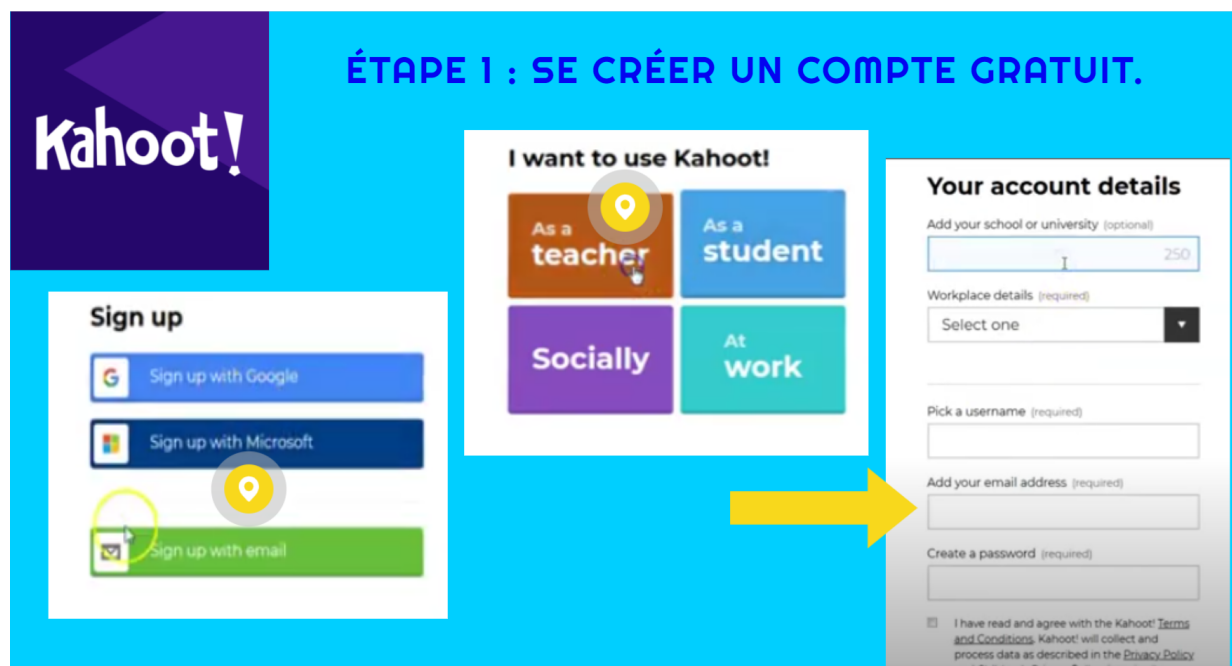 Kahoot!
ÉTAPE 1 : SE CRÉER UN COMPTE GRATUIT.
Sign up
Sign up with Google
Sign up with Microsoft
Sign up with email
I want to use Kahoot!
As a
teacher
As a
student
Socially
At
work
Your account details
Add your school or university (optional)
250
Workplace details (required)
Select one
Pick a username (required)
Add your email address (required)
Create a password (required)
I have read and agree with the Kahoot! Terms
and Conditions. Kahoot! will collect and
process data as described in the Privacy Policy